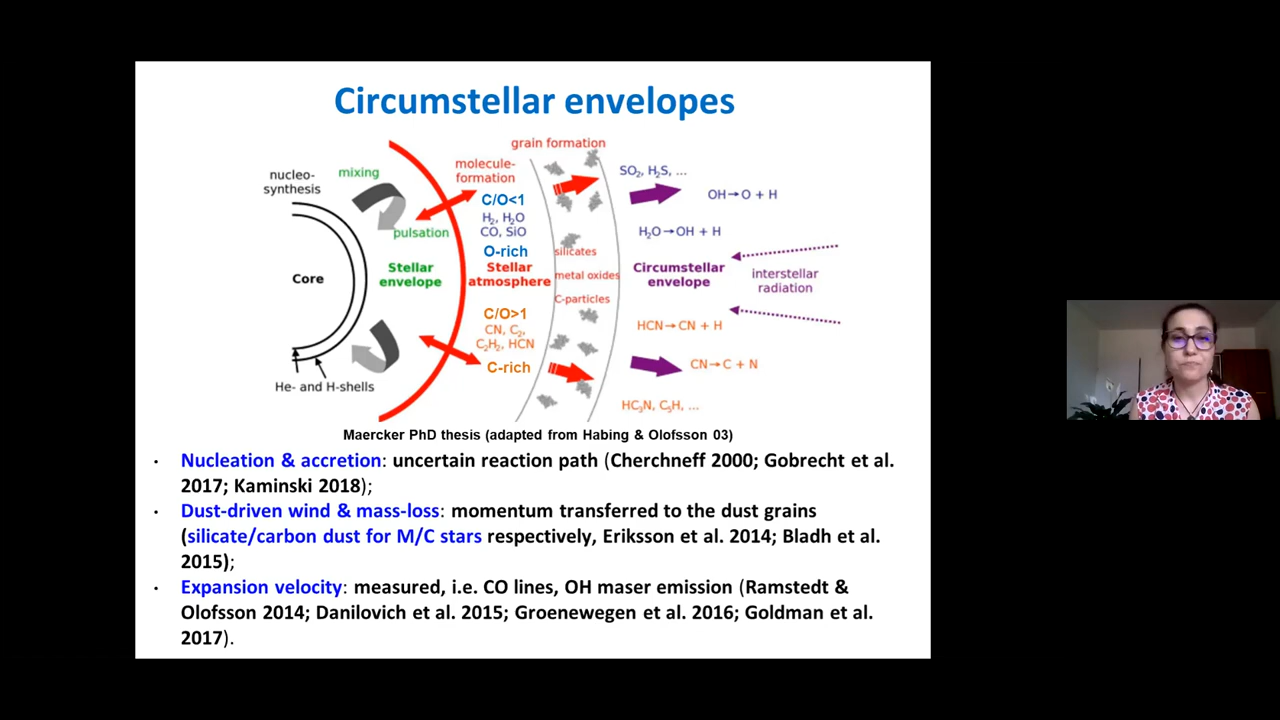 Circumstellar envelopes
grain formation
nucleo-
synthesis
mixing
molecule-
formation
SO₂, H₂S, ...
C/O<1
OH→O + H
H₂, H₂O
CO, SiO
pulsation
H₂O→OH + H
O-rich
silicates
Core
Stellar
envelope
Stellar
atmosphere
metal oxides
Circumstellar
envelope
interstellar
radiation
C-particles
C/O>1
CN, C₂,
C₂H₂, HCN
HCN→CN + H
C-rich
CN→C + N
He- and H-shells
HC₃N, C₅H, ...
Maercker PhD thesis (adapted from Habing & Olofsson 03)
· Nucleation & accretion: uncertain reaction path (Cherchneff 2000; Gobrecht et al.
2017; Kaminski 2018);
· Dust-driven wind & mass-loss: momentum transferred to the dust grains
(silicate/carbon dust for M/C stars respectively, Eriksson et al. 2014; Bladh et al.
2015);
· Expansion velocity: measured, i.e. CO lines, OH maser emission (Ramstedt &
Olofsson 2014; Danilovich et al. 2015; Groenewegen et al. 2016; Goldman et al.
2017).